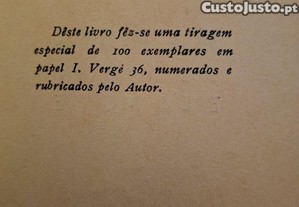 CustoJusto.pt
Dêste livro fêz-se uma tiragem
especial de 100 exemplares em
papel I. Vergé 36, numerados e
rubricados pelo Autor.